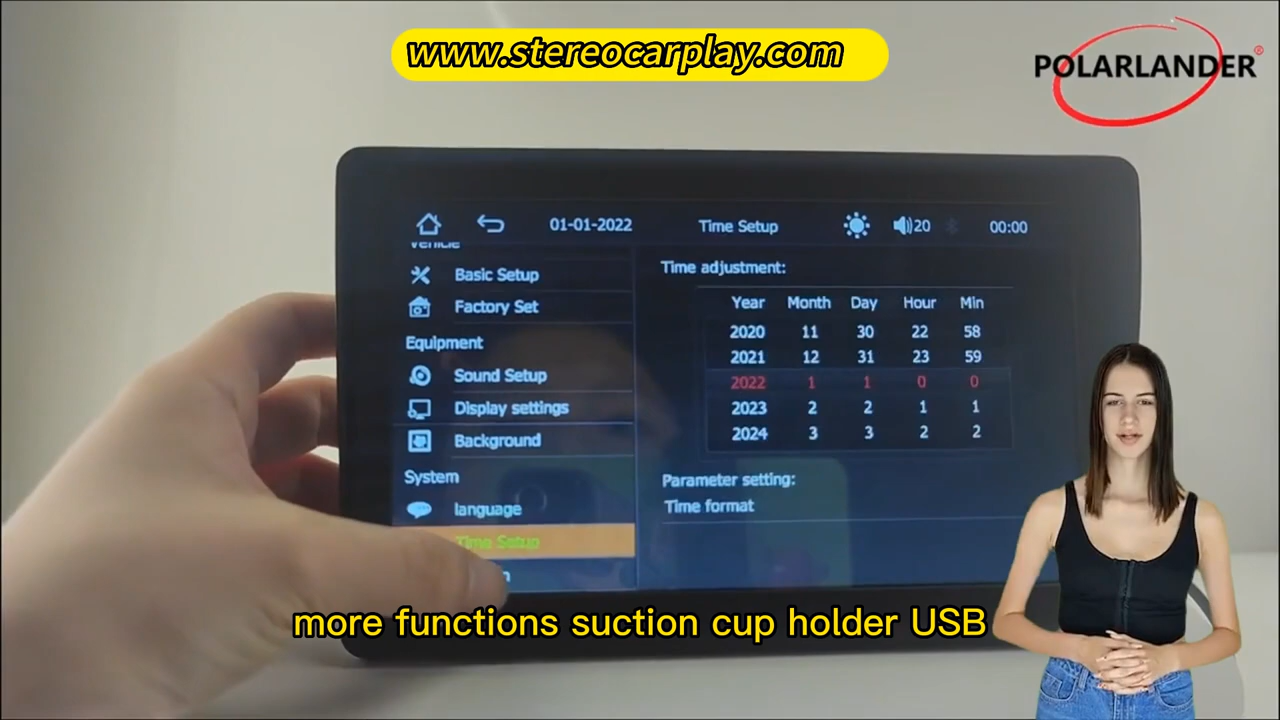 www.stereocarplay.com
POLARLANDER®
01-01-2022 Time Setup 20 00:00
Vehicle
Basic Setup
Factory Set
Equipment
Sound Setup
Display settings
Background
System
language
Time Setup
Time adjustment:
Year Month Day Hour Min
2020 11 30 22 58
2021 12 31 23 59
2022 1 1 0 0
2023 2 2 1 1
2024 3 3 2 2
Parameter setting:
Time format
more functions suction cup holder USB